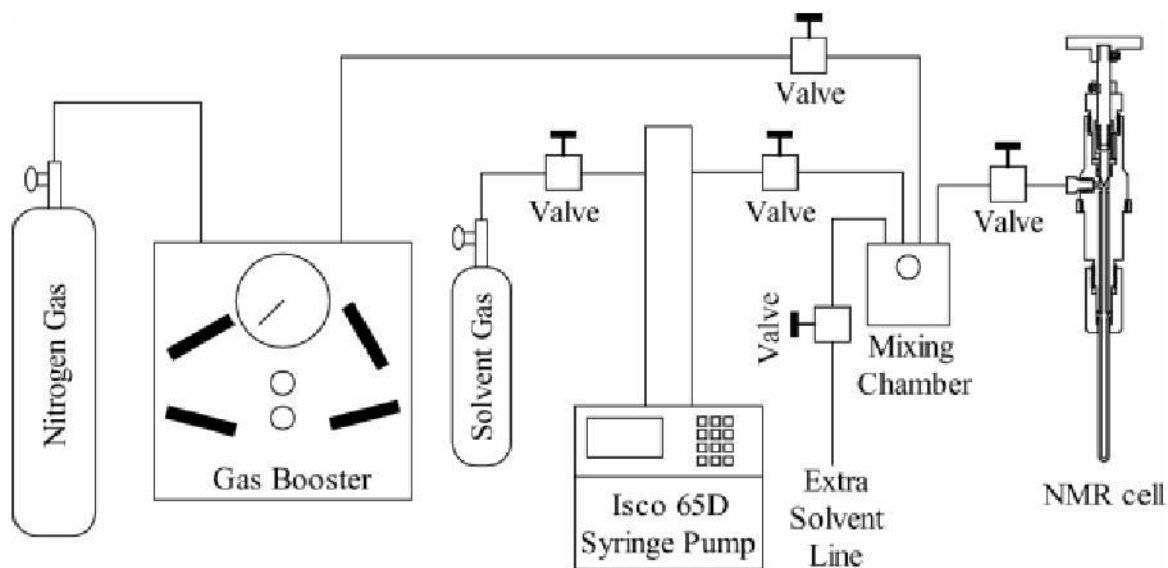 Valve
Valve
Valve
Valve
Nitrogen Gas
Solvent Gas
Valve
Mixing
Chamber
Gas Booster
Isco 65D
Syringe Pump
Extra
Solvent
Line
NMR cell